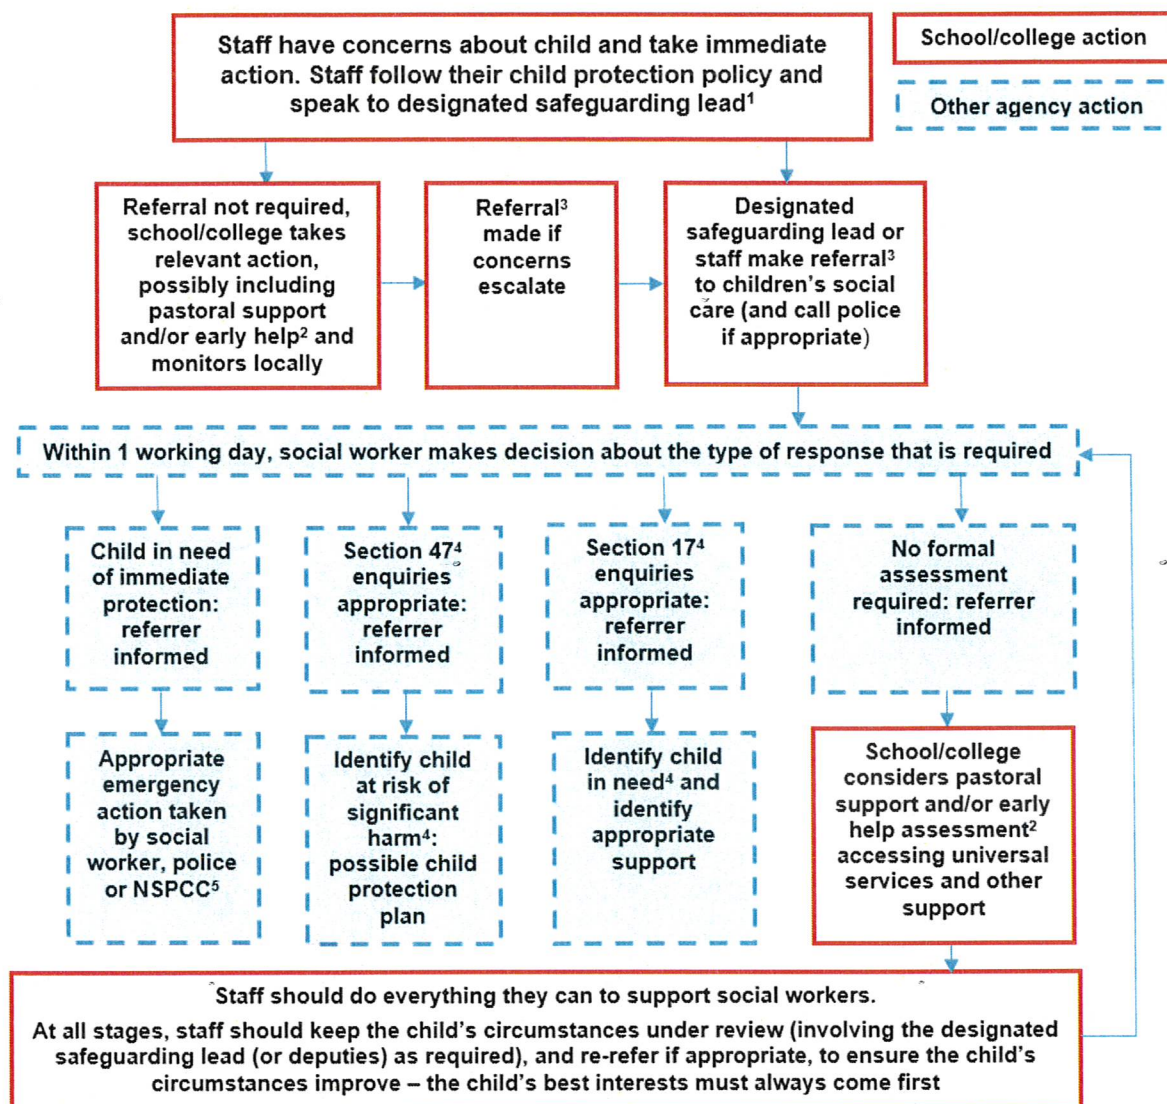 Staff have concerns about child and take immediate
action. Staff follow their child protection policy and
speak to designated safeguarding lead¹
School/college action
Other agency action
Referral not required,
school/college takes
relevant action,
possibly including
pastoral support
and/or early help² and
monitors locally
Referral³
made if
concerns
escalate
Designated
safeguarding lead or
staff make referral³
to children's social
care (and call police
if appropriate)
Within 1 working day, social worker makes decision about the type of response that is required
Child in need
of immediate
protection:
referrer
informed
Section 47⁴
enquiries
appropriate:
referrer
informed
Section 17⁴
enquiries
appropriate:
referrer
informed
No formal
assessment
required: referrer
informed
Appropriate
emergency
action taken
by social
worker, police
or NSPCC⁵
Identify child
at risk of
significant
harm⁴:
possible child
protection
plan
Identify child
in need⁴ and
identify
appropriate
support
School/college
considers pastoral
support and/or early
help assessment²
accessing universal
services and other
support
Staff should do everything they can to support social workers.
At all stages, staff should keep the child's circumstances under review (involving the designated
safeguarding lead (or deputies) as required), and re-refer if appropriate, to ensure the child's
circumstances improve – the child's best interests must always come first